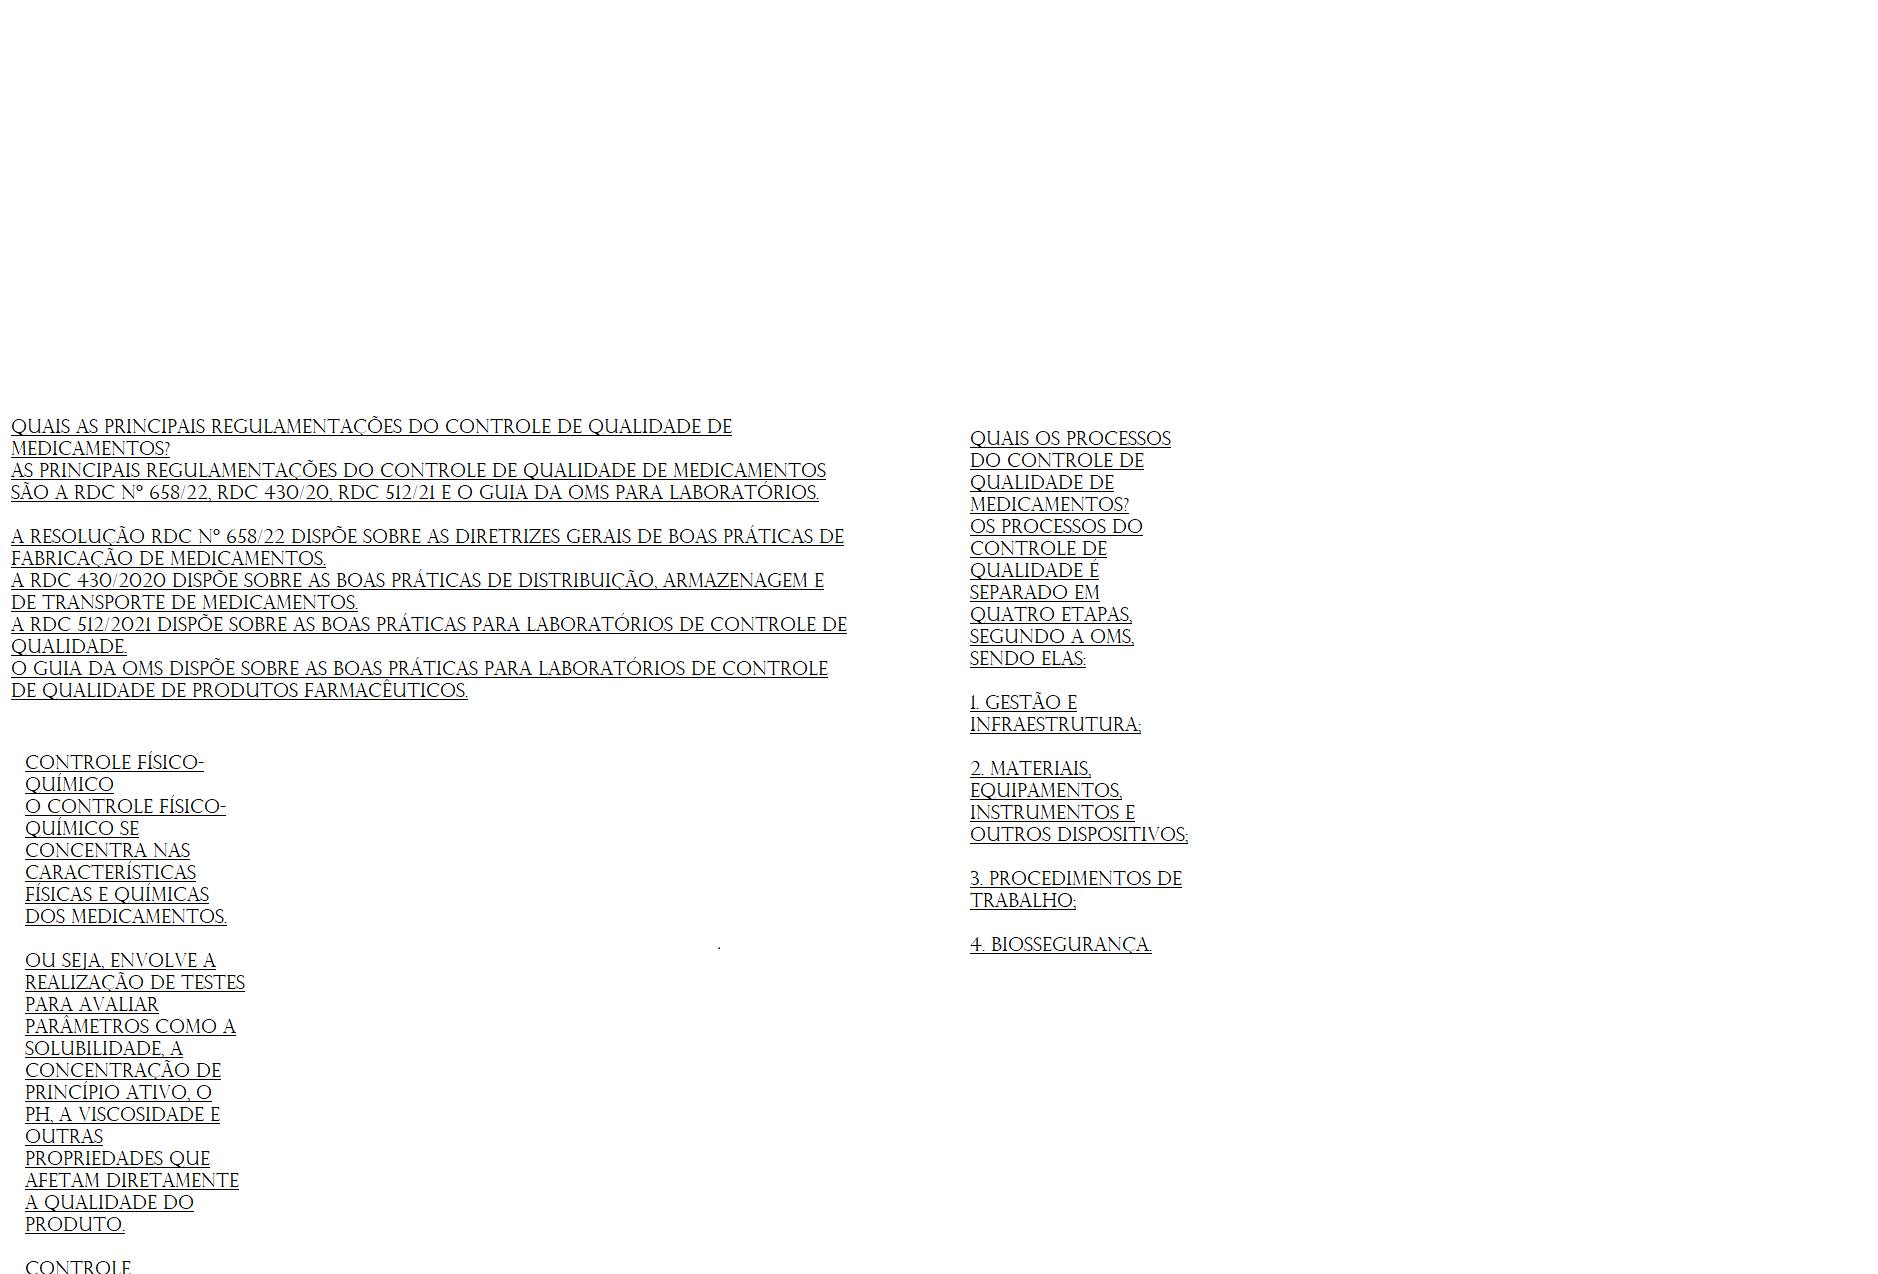 QUAIS AS PRINCIPAIS REGULAMENTAÇÕES DO CONTROLE DE QUALIDADE DE
MEDICAMENTOS?
AS PRINCIPAIS REGULAMENTAÇÕES DO CONTROLE DE QUALIDADE DE MEDICAMENTOS
SÃO A RDC Nº 658/22, RDC 430/20, RDC 512/21 E O GUIA DA OMS PARA LABORATÓRIOS.
A RESOLUÇÃO RDC Nº 658/22 DISPÕE SOBRE AS DIRETRIZES GERAIS DE BOAS PRÁTICAS DE
FABRICAÇÃO DE MEDICAMENTOS.
A RDC 430/2020 DISPÕE SOBRE AS BOAS PRÁTICAS DE DISTRIBUIÇÃO, ARMAZENAGEM E
DE TRANSPORTE DE MEDICAMENTOS.
A RDC 512/2021 DISPÕE SOBRE AS BOAS PRÁTICAS PARA LABORATÓRIOS DE CONTROLE DE
QUALIDADE.
O GUIA DA OMS DISPÕE SOBRE AS BOAS PRÁTICAS PARA LABORATÓRIOS DE CONTROLE
DE QUALIDADE DE PRODUTOS FARMACÊUTICOS.
CONTROLE FÍSICO-
QUÍMICO
O CONTROLE FÍSICO-
QUÍMICO SE
CONCENTRA NAS
CARACTERÍSTICAS
FÍSICAS E QUÍMICAS
DOS MEDICAMENTOS.
OU SEJA, ENVOLVE A
REALIZAÇÃO DE TESTES
PARA AVALIAR
PARÂMETROS COMO A
SOLUBILIDADE, A
CONCENTRAÇÃO DE
PRINCÍPIO ATIVO, O
PH, A VISCOSIDADE E
OUTRAS
PROPRIEDADES QUE
AFETAM DIRETAMENTE
A QUALIDADE DO
PRODUTO.
CONTROLE
.
QUAIS OS PROCESSOS
DO CONTROLE DE
QUALIDADE DE
MEDICAMENTOS?
OS PROCESSOS DO
CONTROLE DE
QUALIDADE É
SEPARADO EM
QUATRO ETAPAS,
SEGUNDO A OMS,
SENDO ELAS:
1. GESTÃO E
INFRAESTRUTURA;
2. MATERIAIS,
EQUIPAMENTOS,
INSTRUMENTOS E
OUTROS DISPOSITIVOS;
3. PROCEDIMENTOS DE
TRABALHO;
4. BIOSSEGURANÇA.